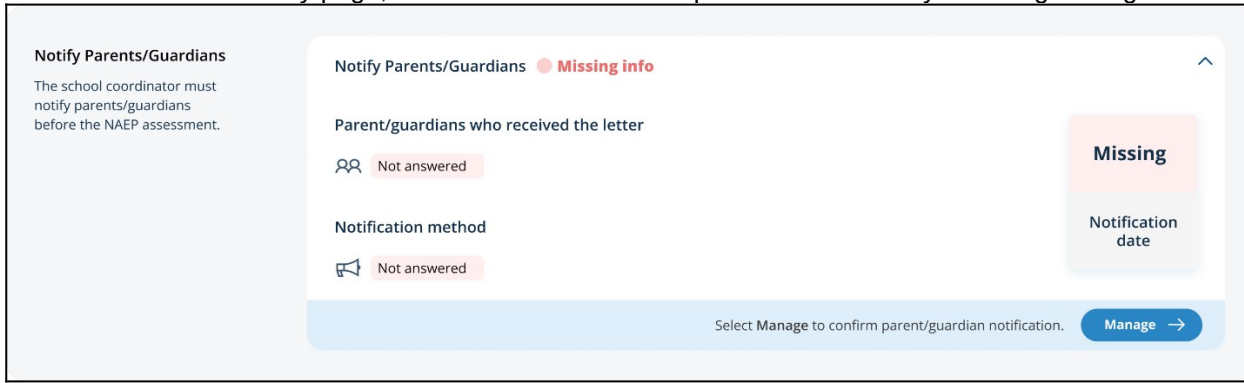 Notify Parents/Guardians
The school coordinator must
notify parents/guardians
before the NAEP assessment.
Notify Parents/Guardians Missing info
Parent/guardians who received the letter
Not answered
Notification method
Not answered
Missing
Notification
date
Select Manage to confirm parent/guardian notification.
Manage →